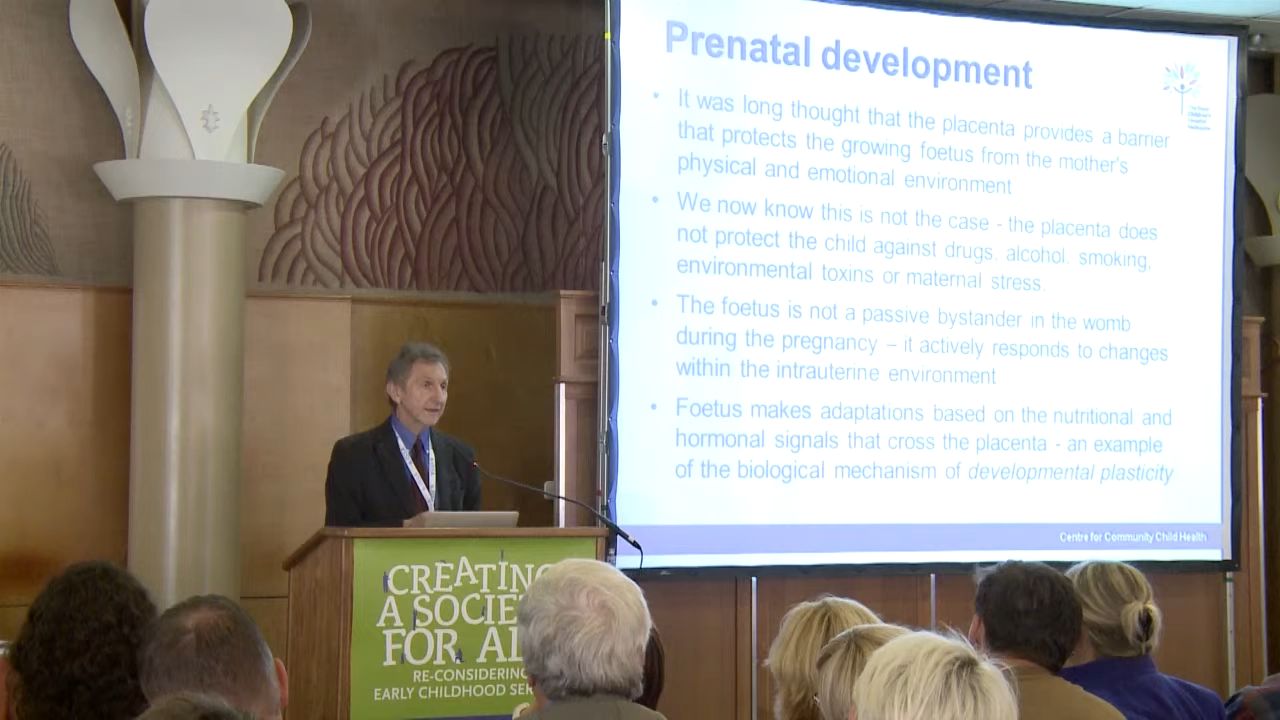 Prenatal development
• It was long thought that the placenta provides a barrier
that protects the growing foetus from the mother's
physical and emotional environment
• We now know this is not the case - the placenta does
not protect the child against drugs, alcohol, smoking,
environmental toxins or maternal stress.
• The foetus is not a passive bystander in the womb
during the pregnancy – it actively responds to changes
within the intrauterine environment
• Foetus makes adaptations based on the nutritional and
hormonal signals that cross the placenta - an example
of the biological mechanism of developmental plasticity
Centre for Community Child Health
CREATING
A SOCIE
FOR AL
RE-CONSIDERING
EARLY CHILDHOOD SER